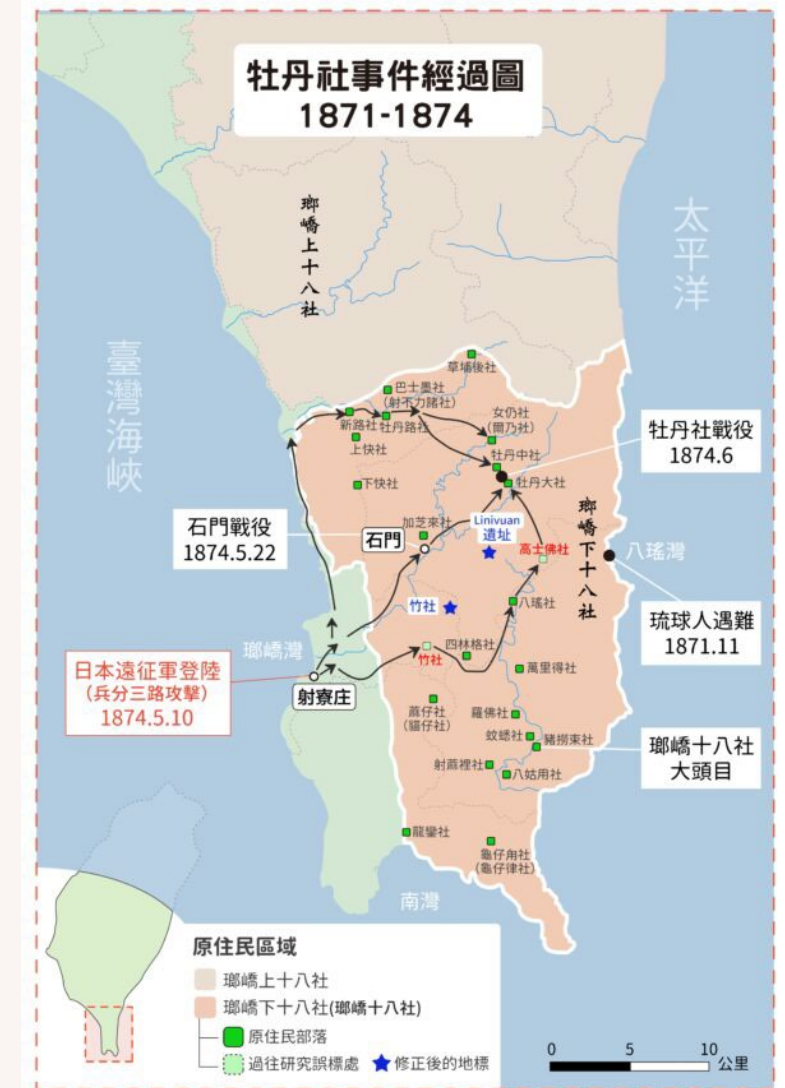 牡丹社事件經過圖
1871-1874
瑯嶠上十八社
太平洋
臺灣海峽
草埔後社
巴士墨社
(射不力諸社)
新路社
牡丹路社
女仍社
(爾乃社)
上快社
牡丹中社
牡丹社戰役
1874.6
下快社
牡丹大社
石門戰役
1874.5.22
加芝來社
石門
Linivuan
遺址
高士佛社
瑯嶠下十八社
八瑤灣
竹社
八瑤社
琉球人遇難
1871.11
瑯嶠灣
四林格社
竹社
日本遠征軍登陸
(兵分三路攻擊)
1874.5.10
射寮庄
萬里得社
蔴仔社
(貓仔社)
羅佛社
蚊蟋社
豬朥束社
瑯嶠十八社
大頭目
射蔴裡社
八姑用社
龍鑾社
龜仔甪社
(龜仔律社)
南灣
原住民區域
瑯嶠上十八社
瑯嶠下十八社(瑯嶠十八社)
原住民部落
過往研究誤標處
修正後的地標
0 5 10 公里